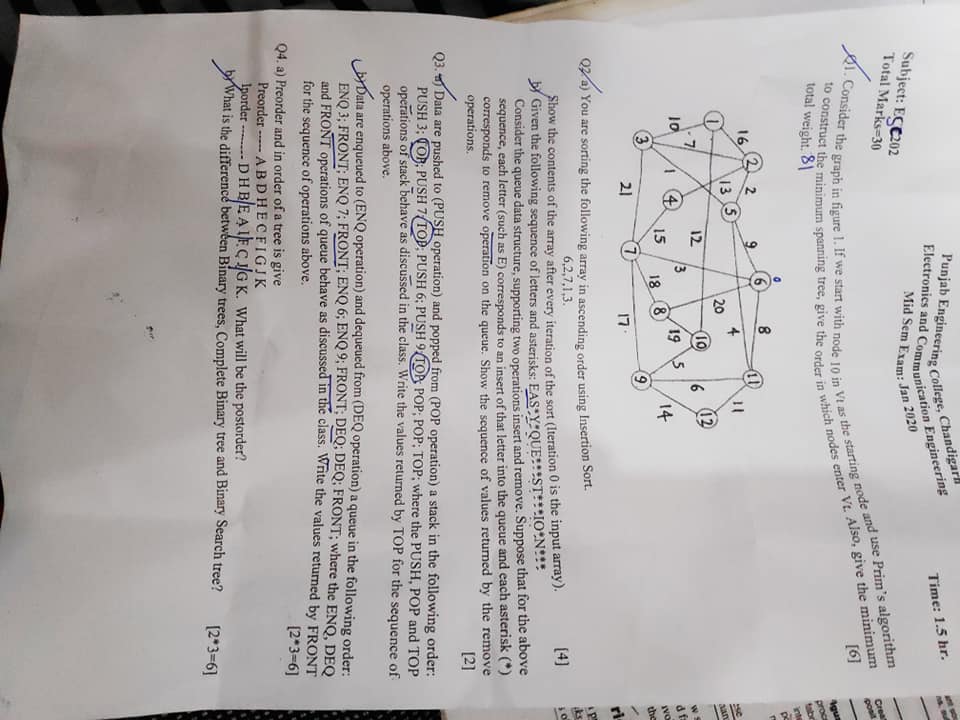 Punjab Engineering College, Chandigarh
Electronics and Communication Engineering
Mid Sem Exam:, Jan 2020
Subject: ESC202
Time: 1.5 hr.
Total Marks=30
Q1. Consider the graph in figure 1. If we start with node 10 in Vt as the starting node and use Prim's algorithm
to construct the minimum spanning tree, give the order in which nodes enter Vt. Also, give the minimum
total weight. 81 [6]
1 2 3 4 5 6 7 8 9 10 11 12
16 2 9 8 11 13 7 10 1 12 20 4 3 5 6 15 18 19 14 21 17
Q2. a) You are sorting the following array in ascending order using Insertion Sort.
6,2,7,1,3.
Show the contents of the array after every iteration of the sort (Iteration 0 is the input array). [4]
b) Given the following sequence of letters and asterisks: EAS*Y*QUE***ST***IO*N***
Consider the queue data structure, supporting two operations insert and remove. Suppose that for the above
sequence, each letter (such as E) corresponds to an insert of that letter into the queue and each asterisk (*)
corresponds to remove operation on the queue. Show the sequence of values returned by the remove
operations. [2]
Q3. a) Data are pushed to (PUSH operation) and popped from (POP operation) a stack in the following order:
PUSH 3; TOP; PUSH 7; TOP; PUSH 6; PUSH 9; TOP; POP; POP; TOP; where the PUSH, POP and TOP
operations of stack behave as discussed in the class. Write the values returned by TOP for the sequence of
operations above.
b) Data are enqueued to (ENQ operation) and dequeued from (DEQ operation) a queue in the following order:
ENQ 3; FRONT; ENQ 7; FRONT; ENQ 6; ENQ 9; FRONT; DEQ; DEQ; FRONT; where the ENQ, DEQ
and FRONT operations of queue behave as discussed in the class. Write the values returned by FRONT
for the sequence of operations above. [2*3=6]
Q4. a) Preorder and in order of a tree is give
Preorder ----- A B D H E C F I G J K
Inorder ------- D H B E A I F C J G K. What will be the postorder?
b) What is the difference between Binary trees, Complete Binary tree and Binary Search tree? [2*3=6]